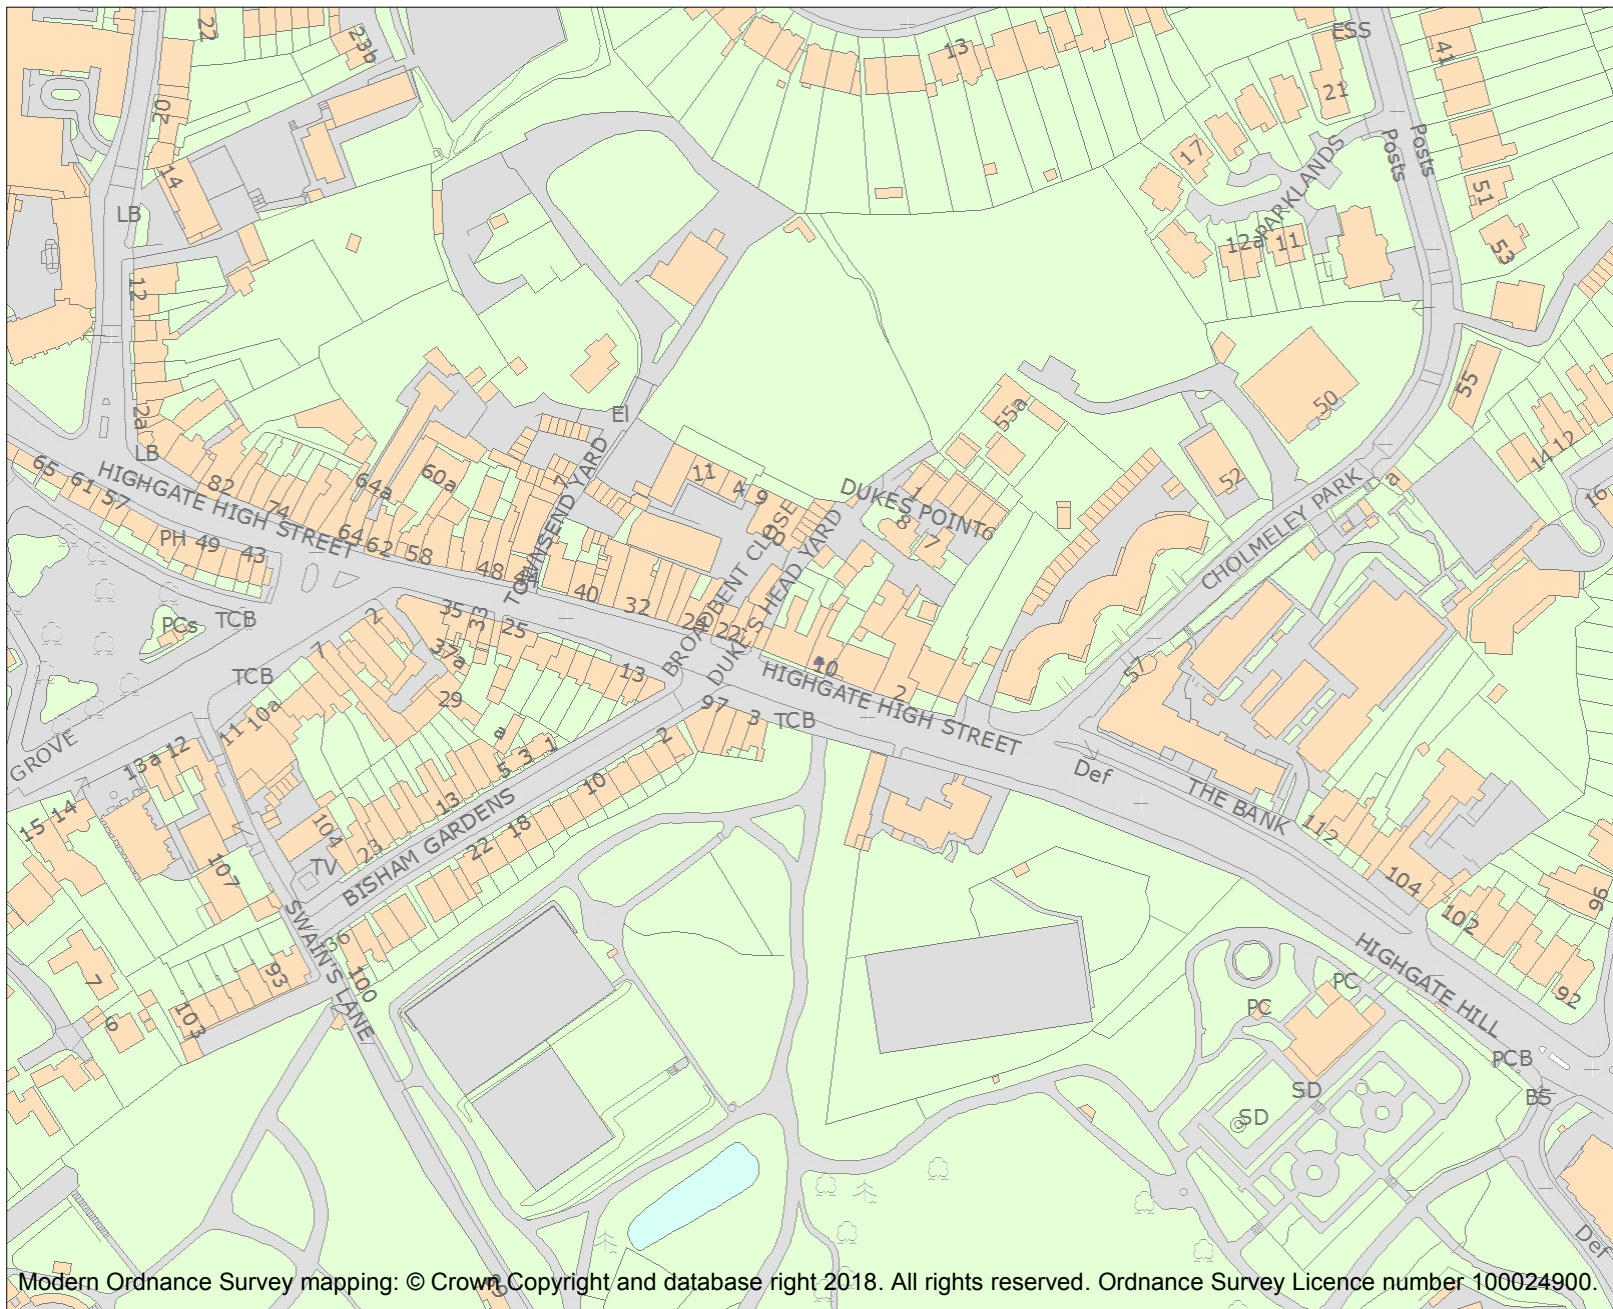 22
23b
13
ESS
41
21
20
17
Posts
Posts
14
LB
PARKLANDS
51
12a
11
53
12
2a
LB
EI
55a
50
55
65
61
57
HIGHGATE HIGH STREET
82
74
64a
60a
64
62
58
48
TOWNSEND YARD
11
4
9
BROADBENT CLOSE
DUKE'S HEAD YARD
DUKES POINT
1
8
7
6
52
14
12
16
a
CHOLMELEY PARK
PH
49
43
40
32
24
22
PCs
TCB
TCB
2
7
35
33
25
37a
29
13
10
2
HIGHGATE HIGH STREET
57
TCB
97
3
GROVE
11
10a
13a
12
15
14
a
1
3
5
13
2
10
18
22
BISHAM GARDENS
104
TV
23
107
Def
THE BANK
112
104
102
96
92
SWAIN'S LANE
36
100
93
103
7
6
HIGHGATE HILL
PC
PC
PCB
BS
SD
SD
Def
Modern Ordnance Survey mapping: © Crown Copyright and database right 2018. All rights reserved. Ordnance Survey Licence number 100024900.